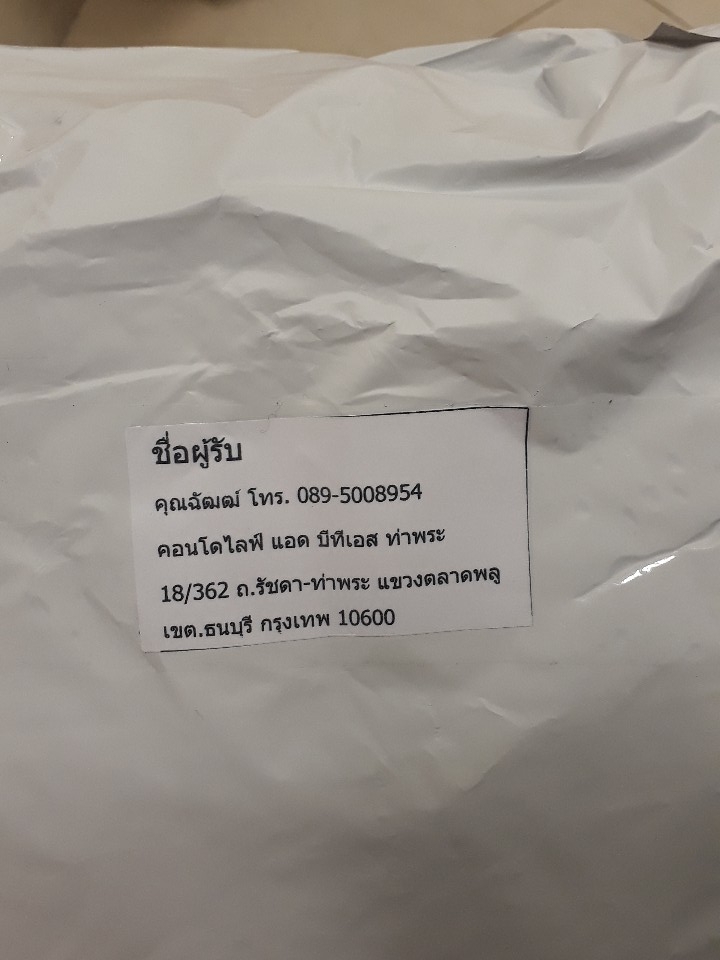 ชื่อผู้รับ
คุณฉัฒฒ์ โทร. 089-5008954
คอนโดไลฟ์ แอด บีทีเอส ท่าพระ
18/362 ถ.รัชดา-ท่าพระ แขวงตลาดพลู
เขต.ธนบุรี กรุงเทพ 10600